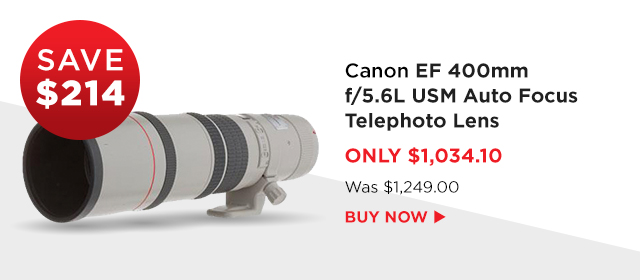 SAVE
$214
Canon EF 400mm
f/5.6L USM Auto Focus
Telephoto Lens
ONLY $1,034.10
Was $1,249.00
BUY NOW ▶